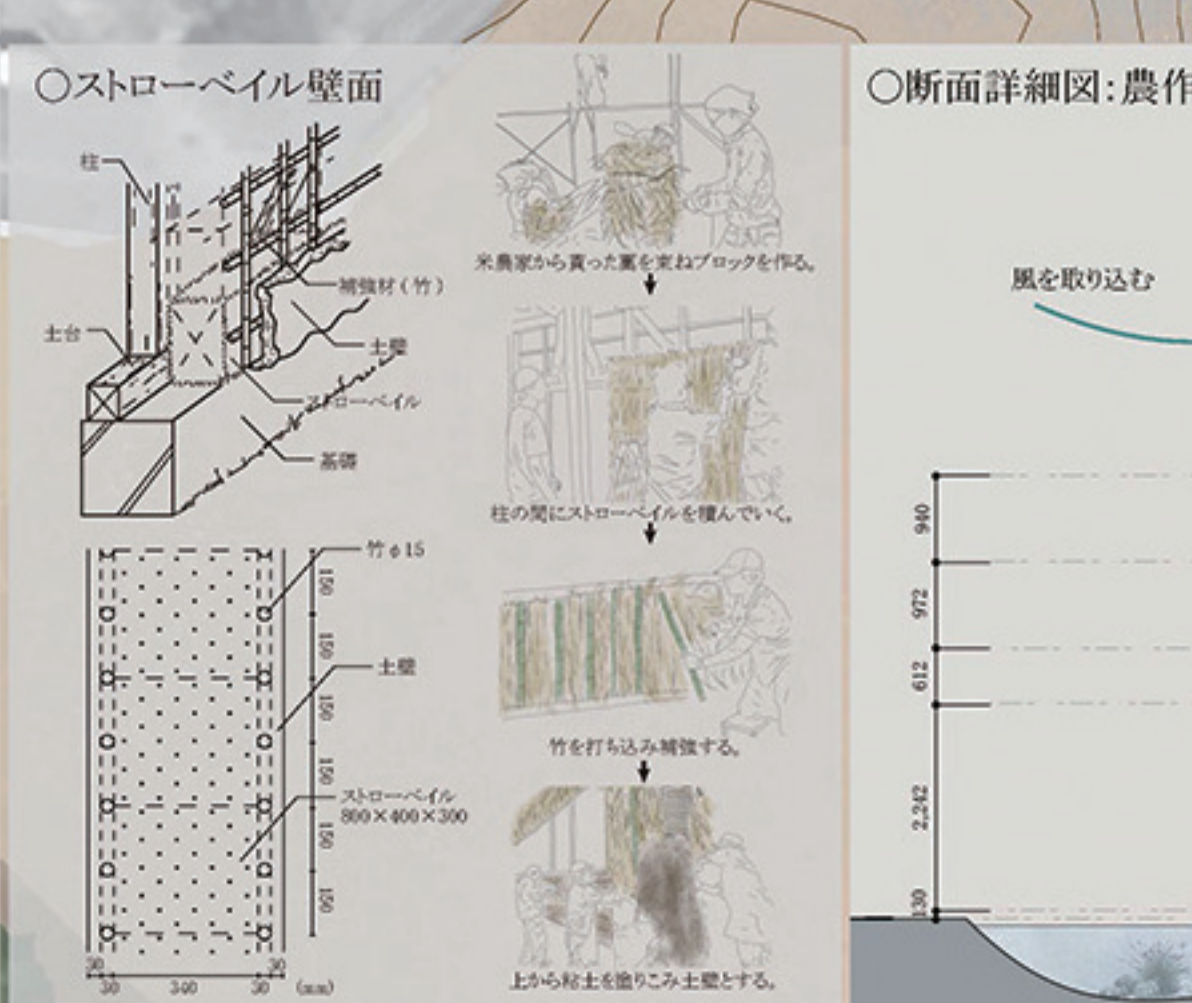 ○ストローベイル壁面
柱
補強材(竹)
土台
土壁
ストローベイル
基礎
竹φ15
150
150
土壁
150
150
ストローベイル
800×400×300
150
150
30
30
30
340
30
(mm)
米農家から貰った藁を束ねブロックを作る。
柱の間にストローベイルを積んでいく。
竹を打ち込み補強する。
上から粘土を塗りこみ土壁とする。
○断面詳細図:農作
風を取り込む
940
972
612
2,242
130